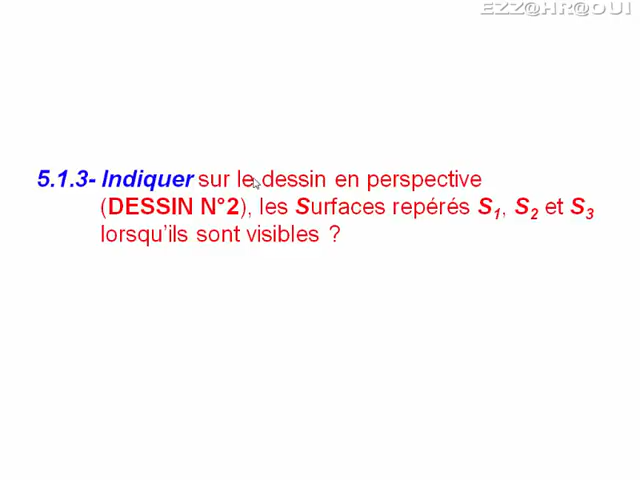 EZZ@HR@OUI
5.1.3- Indiquer sur le dessin en perspective
(DESSIN N°2), les Surfaces repérés S1, S2 et S3
lorsqu'ils sont visibles ?